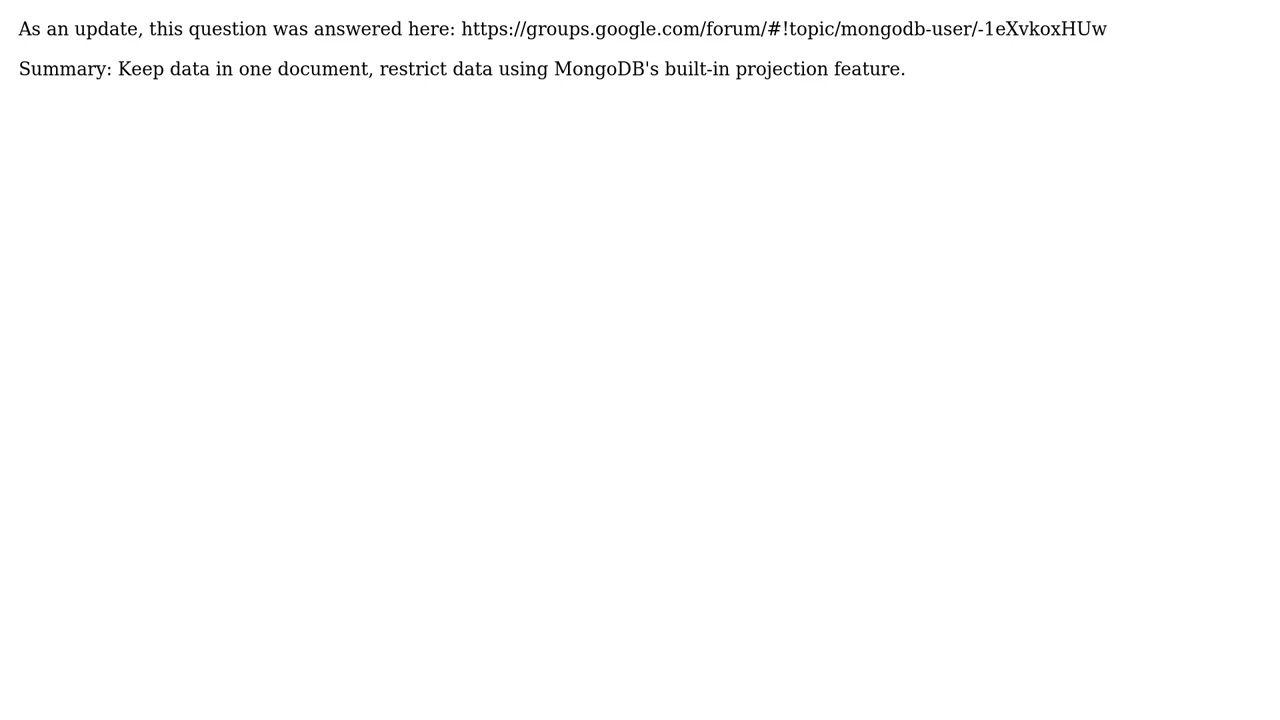 As an update, this question was answered here: https://groups.google.com/forum/#!topic/mongodb-user/-1eXvkoxHUw
Summary: Keep data in one document, restrict data using MongoDB's built-in projection feature.